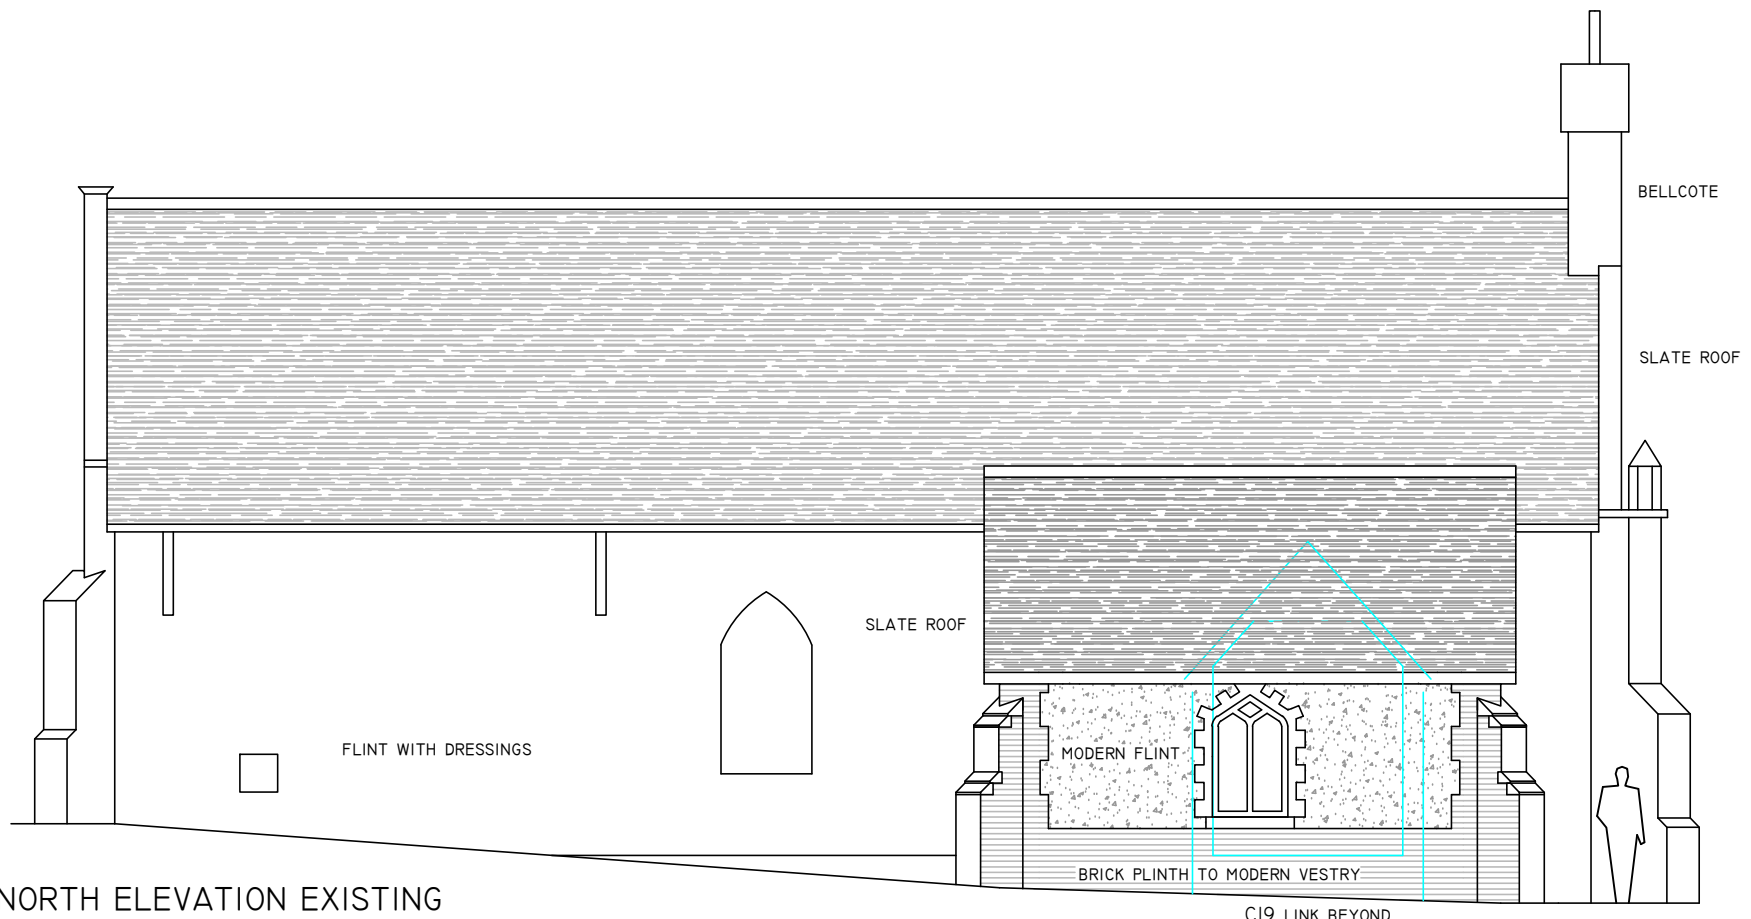 BELLCOTE
SLATE ROOF
SLATE ROOF
FLINT WITH DRESSINGS
MODERN FLINT
BRICK PLINTH TO MODERN VESTRY
NORTH ELEVATION EXISTING
C19 LINK BEYOND